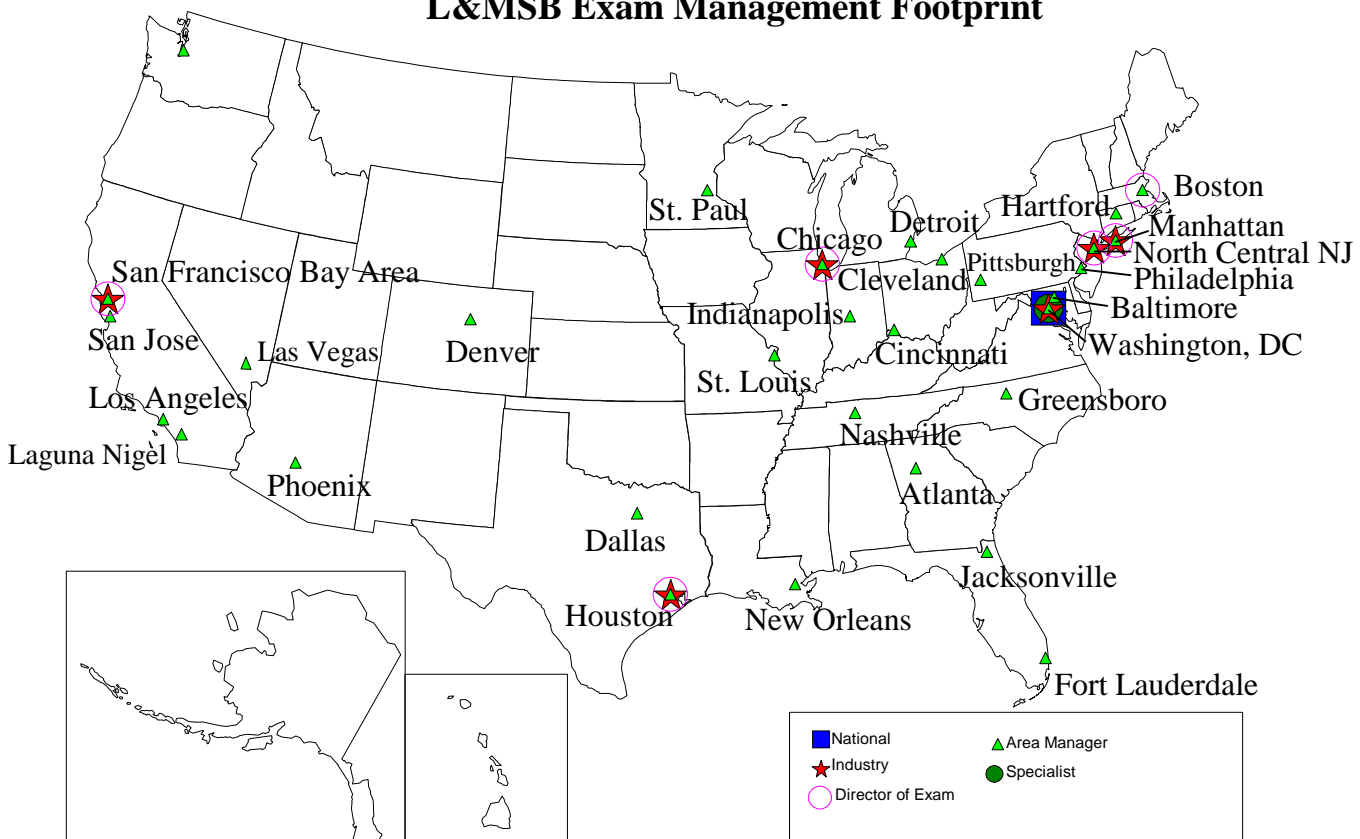 L&MSB Exam Management Footprint
Boston
St. Paul
Hartford
Detroit
Manhattan
Chicago
North Central NJ
Pittsburgh
San Francisco Bay Area
Cleveland
Philadelphia
Baltimore
Indianapolis
San Jose
Las Vegas
Denver
Cincinnati
Washington, DC
St. Louis
Los Angeles
Greensboro
Nashville
Laguna Nigel
Phoenix
Atlanta
Dallas
Jacksonville
Houston
New Orleans
Fort Lauderdale
National
Area Manager
Industry
Specialist
Director of Exam